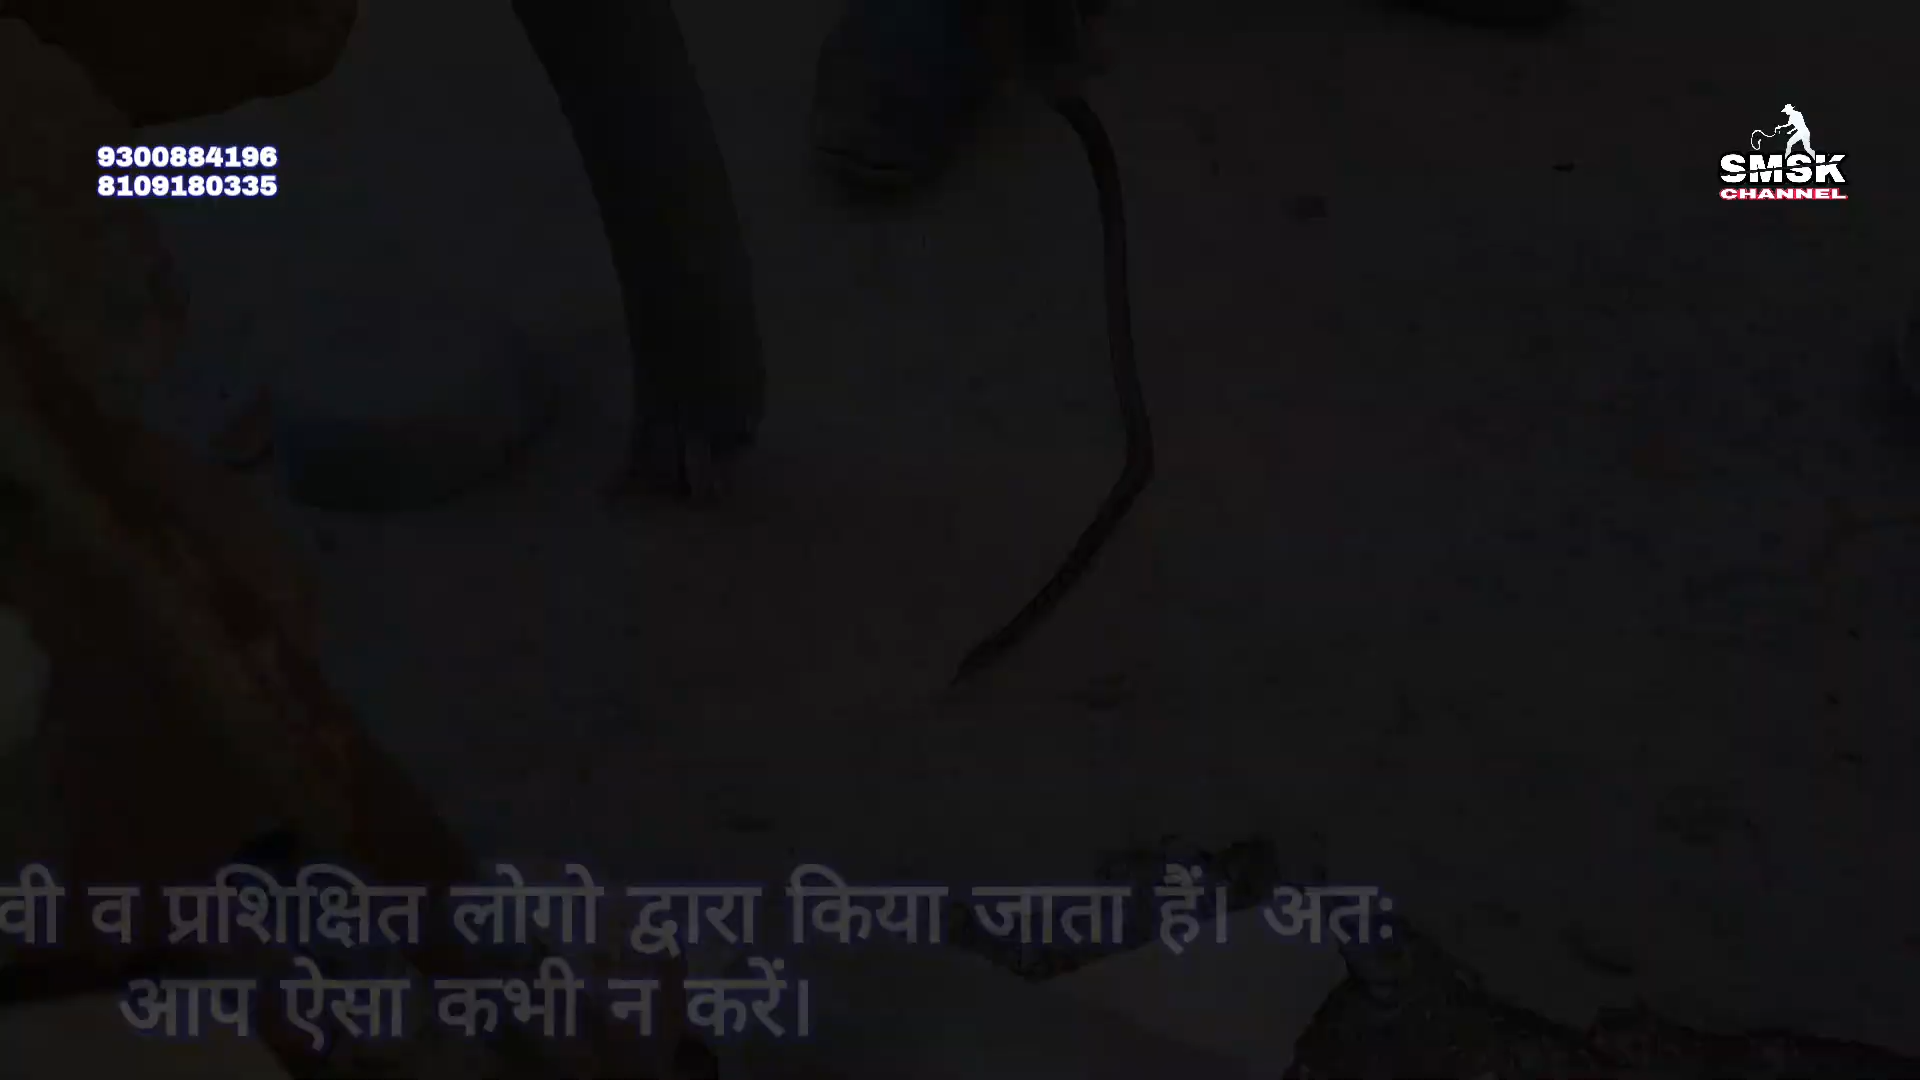 9300884196
8109180335
SMSK
CHANNEL
व प्रशिक्षित लोगो द्वारा किया जाता हैं। अतः
आप ऐसा कभी न करें।